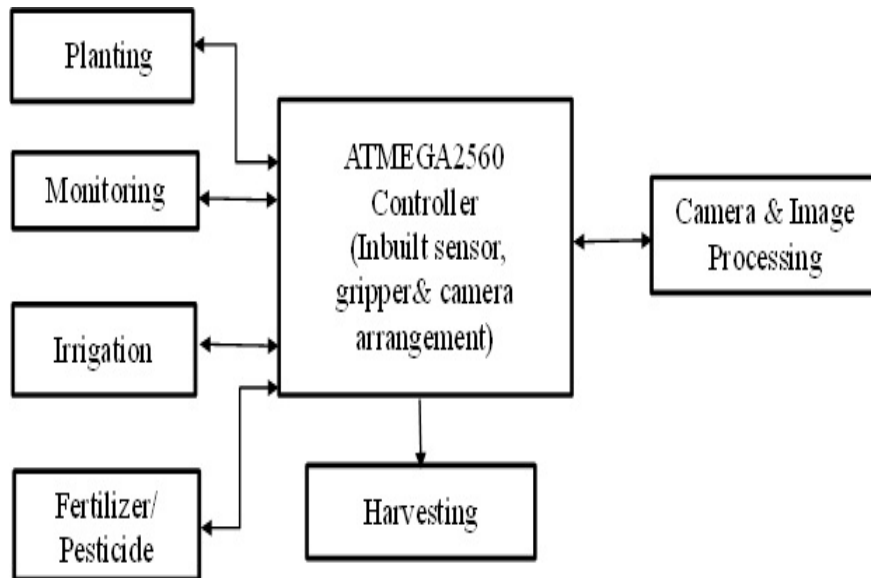 Planting
Monitoring
Irrigation
Fertilizer/
Pesticide
ATMEGA2560
Controller
(Inbuilt sensor,
gripper& camera
arrangement)
Harvesting
Camera & Image
Processing